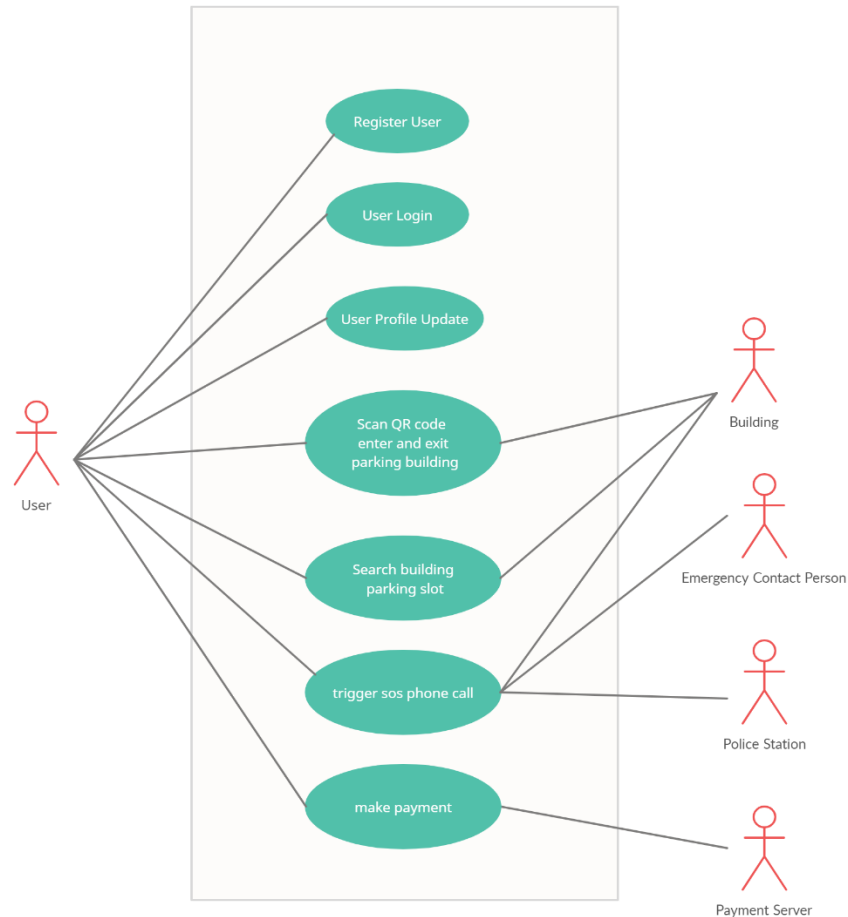 Register User
User Login
User Profile Update
Scan QR code
enter and exit
parking building
Building
User
Search building
parking slot
Emergency Contact Person
trigger sos phone call
Police Station
make payment
Payment Server